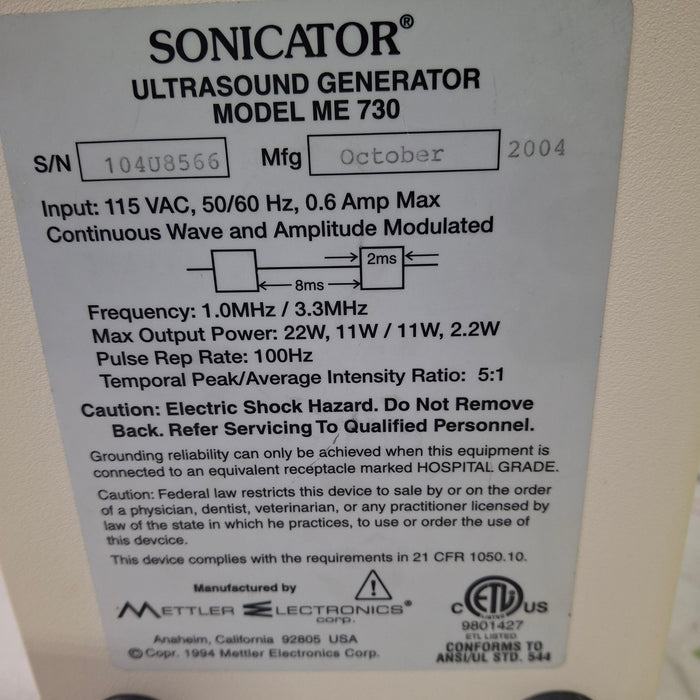 SONICATOR®
ULTRASOUND GENERATOR
MODEL ME 730
S/N 104U8566 Mfg October 2004
Input: 115 VAC, 50/60 Hz, 0.6 Amp Max
Continuous Wave and Amplitude Modulated
2ms
8ms
Frequency: 1.0MHz / 3.3MHz
Max Output Power: 22W, 11W / 11W, 2.2W
Pulse Rep Rate: 100Hz
Temporal Peak/Average Intensity Ratio: 5:1
Caution: Electric Shock Hazard. Do Not Remove
Back. Refer Servicing To Qualified Personnel.
Grounding reliability can only be achieved when this equipment is
connected to an equivalent receptacle marked HOSPITAL GRADE.
Caution: Federal law restricts this device to sale by or on the order
of a physician, dentist, veterinarian, or any practitioner licensed by
law of the state in which he practices, to use or order the use of
this devcice.
This device complies with the requirements in 21 CFR 1050.10.
Manufactured by
METTLER ELECTRONICS®
corp.
Anaheim, California 92805 USA
© Copr. 1994 Mettler Electronics Corp.
C ETL US
LISTED
9801427
ETL LISTED
CONFORMS TO
ANSI/UL STD. 544